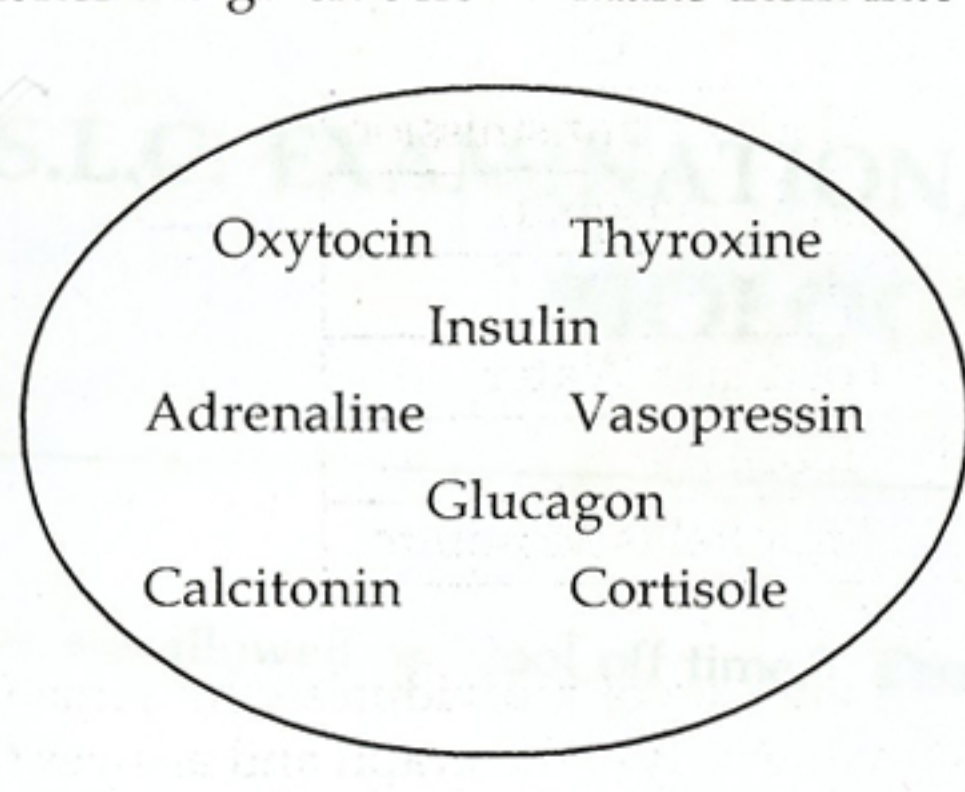 Oxytocin Thyroxine
Insulin
Adrenaline Vasopressin
Glucagon
Calcitonin Cortisole